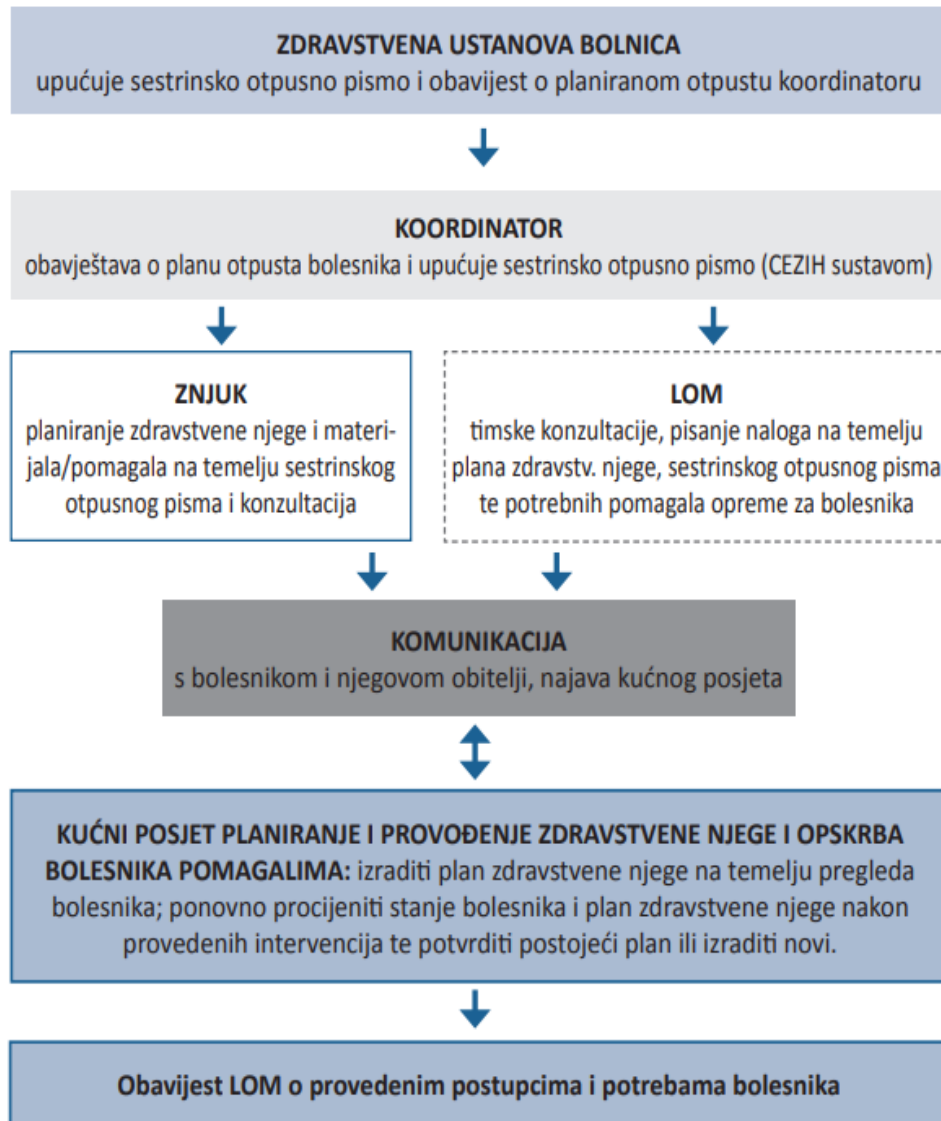 ZDRAVSTVENA USTANOVA BOLNICA
upućuje sestrinsko otpusno pismo i obavijest o planiranom otpustu koordinatoru
KOORDINATOR
obavještava o planu otpusta bolesnika i upućuje sestrinsko otpusno pismo (CEZIH sustavom)
ZNJUK
planiranje zdravstvene njege i materi-
jala/pomagala na temelju sestrinskog
otpusnog pisma i konzultacija
LOM
timske konzultacije, pisanje naloga na temelju
plana zdravstv. njege, sestrinskog otpusnog pisma
te potrebnih pomagala opreme za bolesnika
KOMUNIKACIJA
s bolesnikom i njegovom obitelji, najava kućnog posjeta
KUĆNI POSJET PLANIRANJE I PROVOĐENJE ZDRAVSTVENE NJEGE I OPSKRBA
BOLESNIKA POMAGALIMA: izraditi plan zdravstvene njege na temelju pregleda
bolesnika; ponovno procijeniti stanje bolesnika i plan zdravstvene njege nakon
provedenih intervencija te potvrditi postojeći plan ili izraditi novi.
Obavijest LOM o provedenim postupcima i potrebama bolesnika